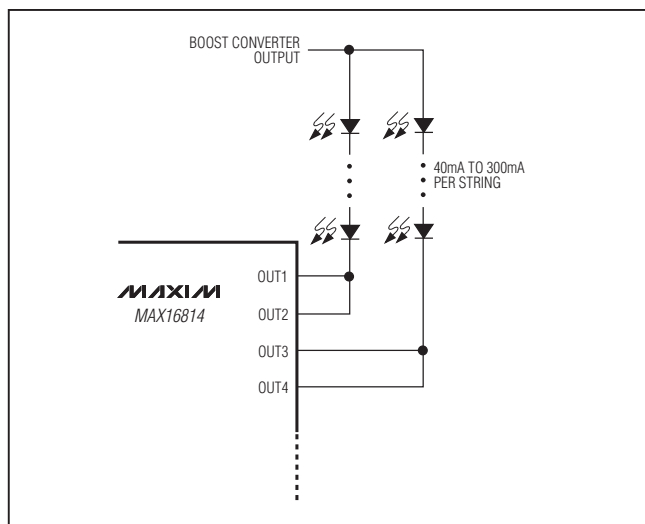 BOOST CONVERTER
OUTPUT
40mA TO 300mA
PER STRING
OUT1
MAXIM
MAX16814
OUT2
OUT3
OUT4